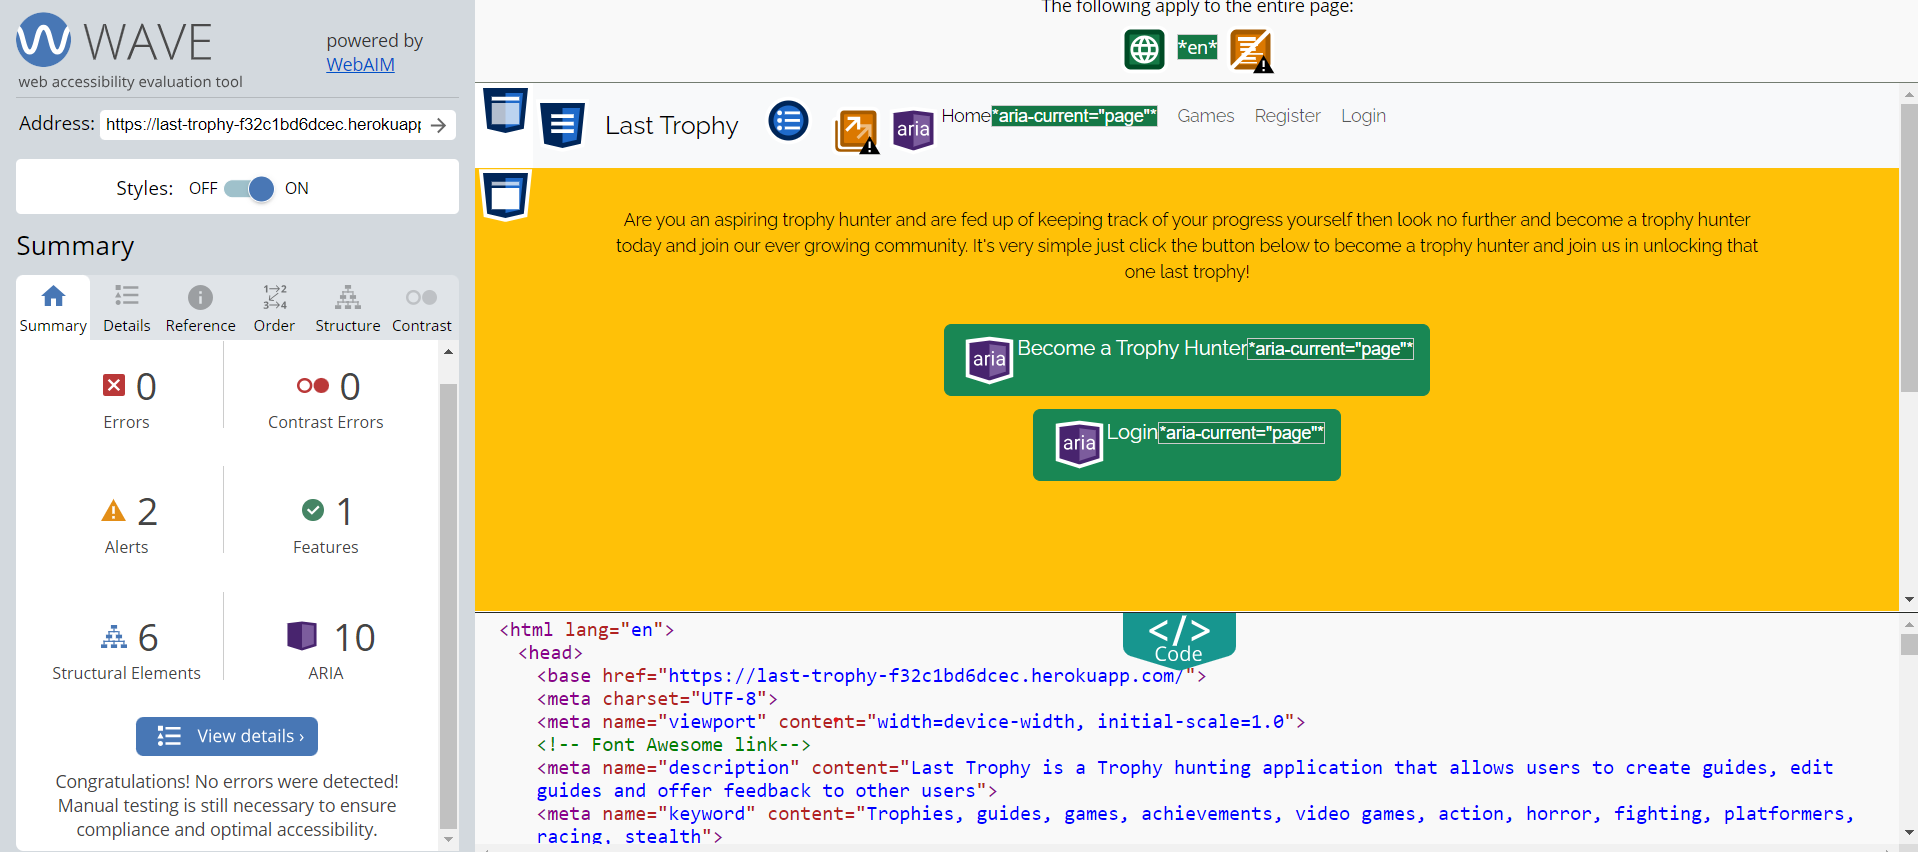 WAVE
web accessibility evaluation tool
powered by
WebAIM
Address: https://last-trophy-f32c1bd6dcec.herokuapp
Styles: OFF ON
Summary
Summary Details Reference Order Structure Contrast
0 Errors
0 Contrast Errors
2 Alerts
1 Features
6 Structural Elements
10 ARIA
View details ›
Congratulations! No errors were detected!
Manual testing is still necessary to ensure
compliance and optimal accessibility.
The following apply to the entire page:
*en*
Last Trophy aria Home*aria-current="page"* Games Register Login
Are you an aspiring trophy hunter and are fed up of keeping track of your progress yourself then look no further and become a trophy hunter
today and join our ever growing community. It's very simple just click the button below to become a trophy hunter and join us in unlocking that
one last trophy!
aria Become a Trophy Hunter*aria-current="page"*
aria Login*aria-current="page"*
</>
Code
<html lang="en">
<head>
<base href="https://last-trophy-f32c1bd6dcec.herokuapp.com/">
<meta charset="UTF-8">
<meta name="viewport" content="width=device-width, initial-scale=1.0">
<!-- Font Awesome link-->
<meta name="description" content="Last Trophy is a Trophy hunting application that allows users to create guides, edit
guides and offer feedback to other users">
<meta name="keyword" content="Trophies, guides, games, achievements, video games, action, horror, fighting, platformers,
racing, stealth">